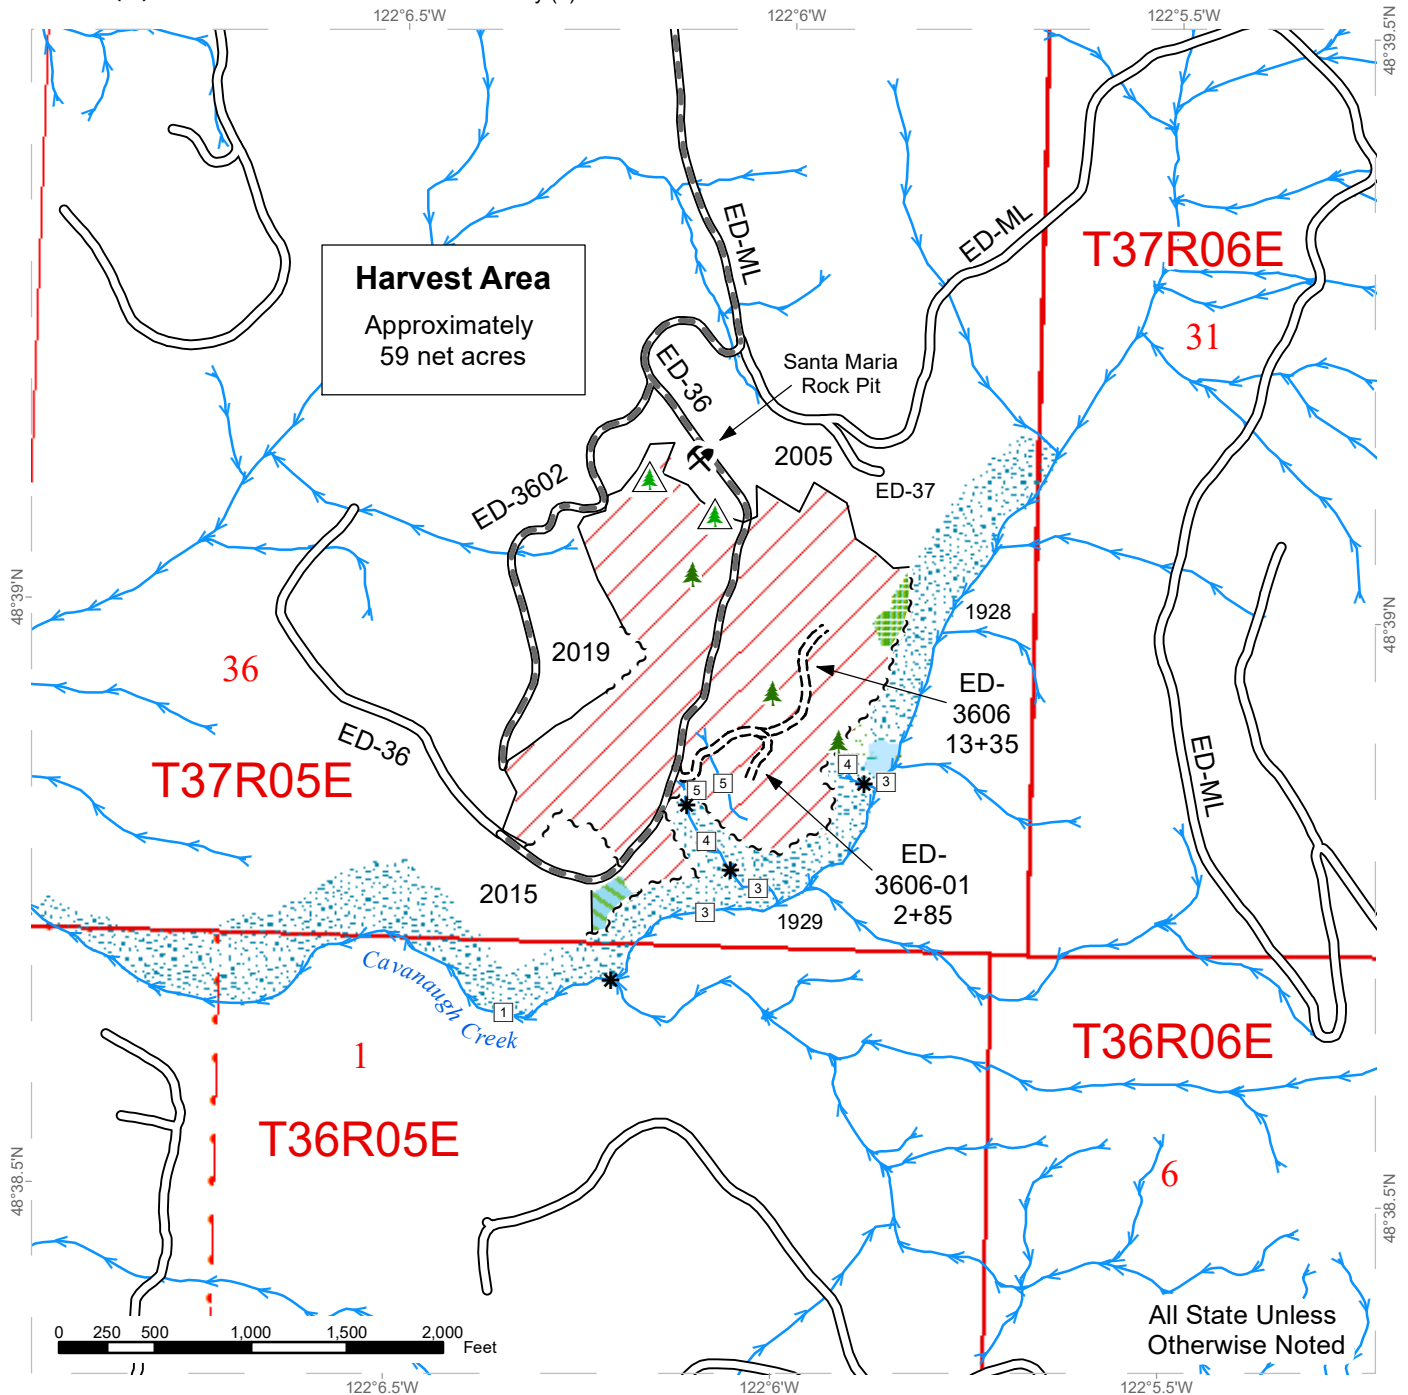 122°6.5'W
122°6'W
122°5.5'W
48°39.5'N
ED-ML
ED-ML
T37R06E
Harvest Area
Approximately
59 net acres
31
ED-36
Santa Maria
Rock Pit
2005
ED-3602
ED-37
48°39'N
48°39'N
1928
2019
36
ED-
3606
13+35
ED-36
T37R05E
ED-ML
4
3
5
5
4
ED-
3606-01
2+85
2015
3
3
1929
Cavanaugh Creek
1
T36R06E
1
T36R05E
6
48°38.5'N
48°38.5'N
All State Unless
Otherwise Noted
0 250 500 1,000 1,500 2,000
Feet
122°6.5'W
122°6'W
122°5.5'W